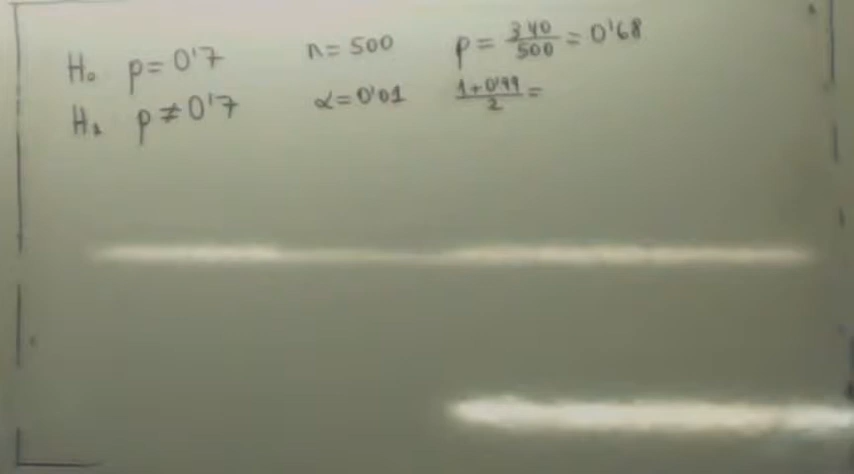 H₀ p = 0'7 n = 500 p = 340/500 = 0'68
H₁ p ≠ 0'7 α = 0'01 1+0'99/2 =